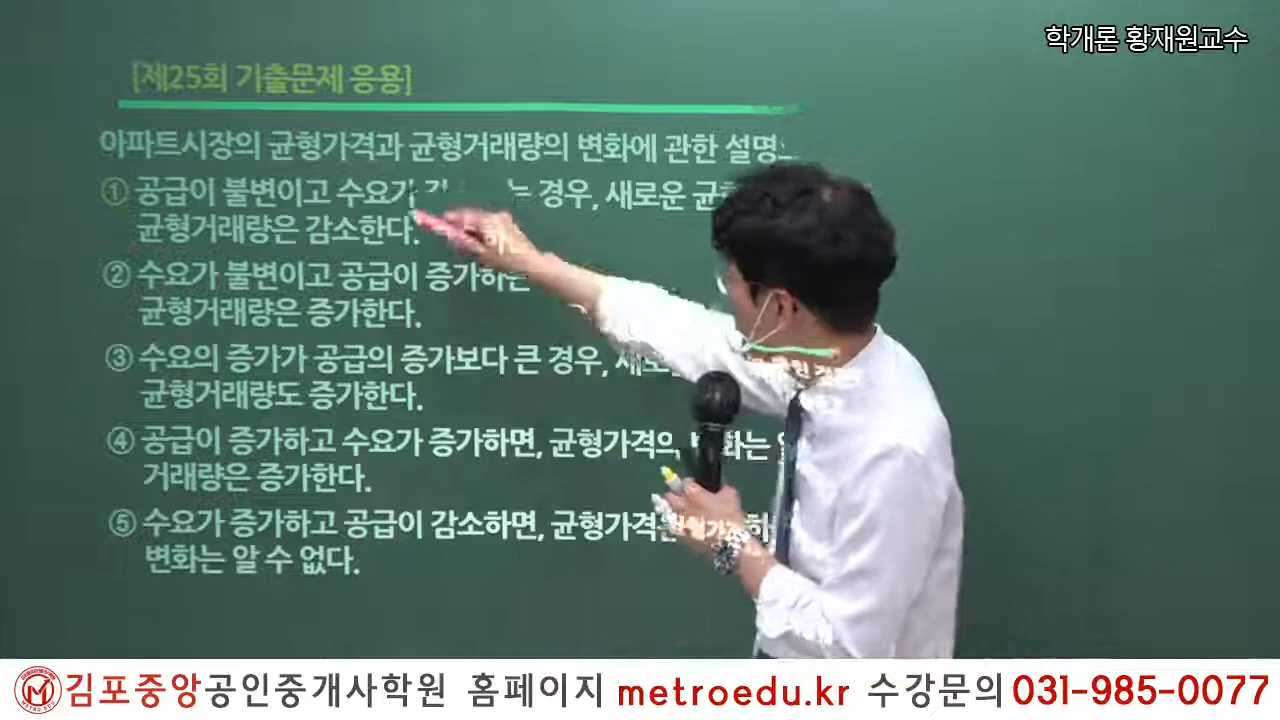 학개론 황재원교수
[제25회 기출문제 응용]
아파트시장의 균형가격과 균형거래량의 변화에 관한 설명
① 공급이 불변이고 수요가 는 경우, 새로운
균형거래량은 감소한다.
② 수요가 불변이고 공급이 증가하는
균형거래량은 증가한다.
③ 수요의 증가가 공급의 증가보다 큰 경우,
균형거래량도 증가한다.
④ 공급이 증가하고 수요가 증가하면, 균형가격의
거래량은 증가한다.
⑤ 수요가 증가하고 공급이 감소하면, 균형가격은
변화는 알 수 없다.
김포중앙공인중개사학원 홈페이지 metroedu.kr 수강문의 031-985-0077